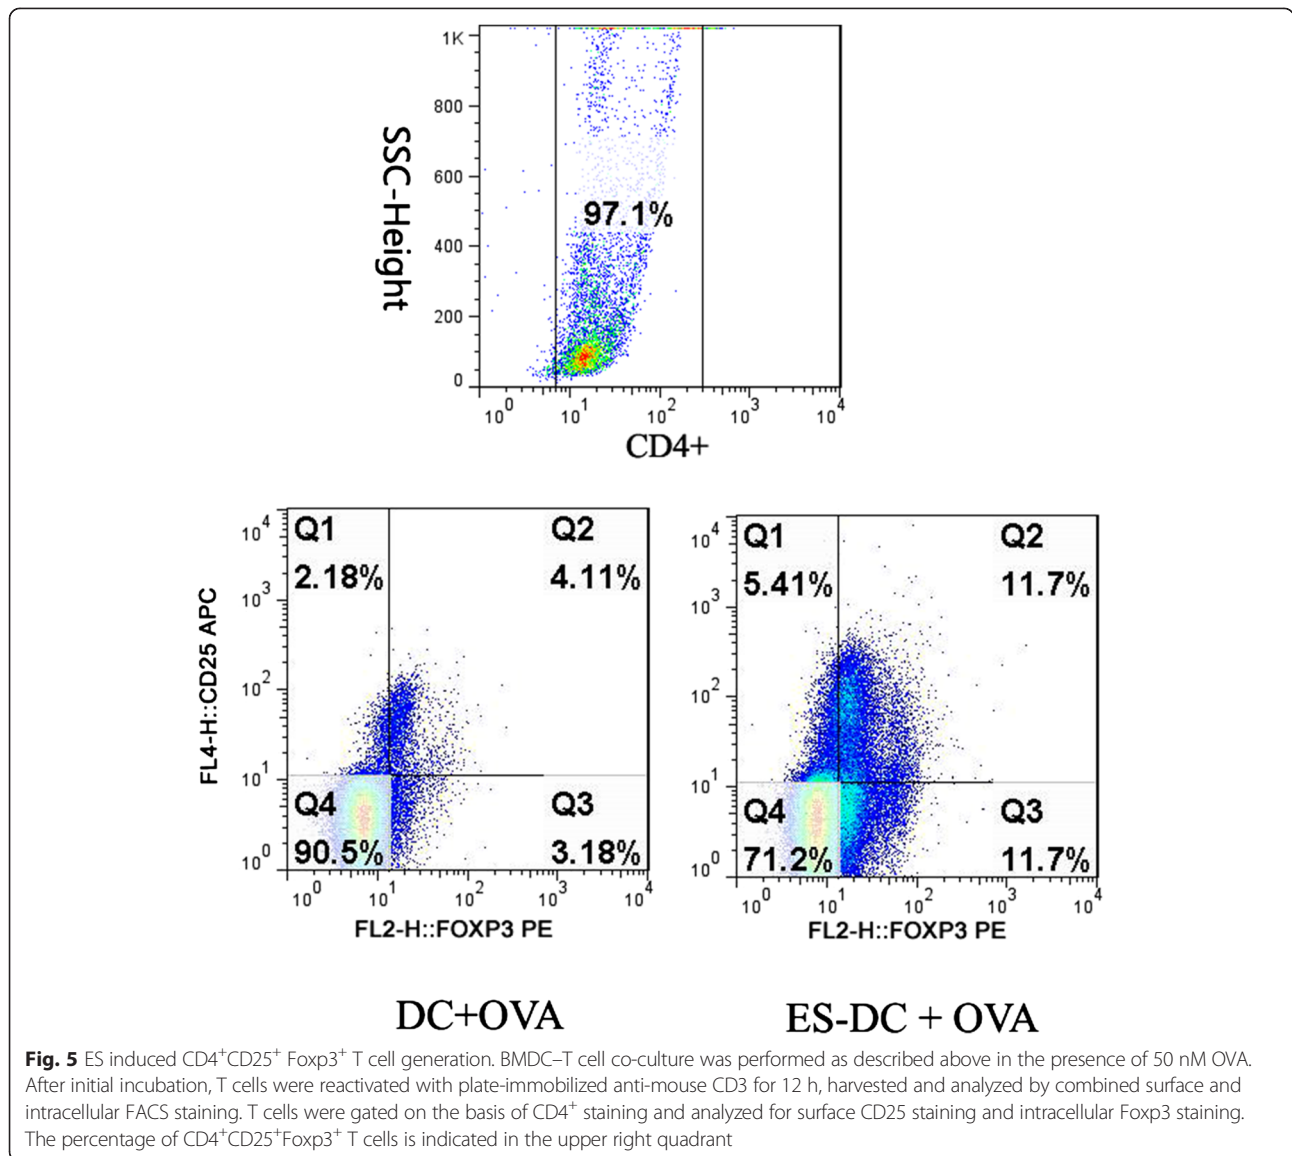 1K
800
600
400
200
0
SSC-Height
97.1%
10^0 10^1 10^2 10^3 10^4
CD4+
10^4
10^3
10^2
10^1
10^0
FL4-H::CD25 APC
Q1 Q2
2.18% 4.11%
Q4 Q3
90.5% 3.18%
10^0 10^1 10^2 10^3 10^4
FL2-H::FOXP3 PE
DC+OVA
10^4
10^3
10^2
10^1
10^0
Q1 Q2
5.41% 11.7%
Q4 Q3
71.2% 11.7%
10^0 10^1 10^2 10^3 10^4
FL2-H::FOXP3 PE
ES-DC + OVA
Fig. 5 ES induced CD4⁺CD25⁺ Foxp3⁺ T cell generation. BMDC–T cell co-culture was performed as described above in the presence of 50 nM OVA.
After initial incubation, T cells were reactivated with plate-immobilized anti-mouse CD3 for 12 h, harvested and analyzed by combined surface and
intracellular FACS staining. T cells were gated on the basis of CD4⁺ staining and analyzed for surface CD25 staining and intracellular Foxp3 staining.
The percentage of CD4⁺CD25⁺Foxp3⁺ T cells is indicated in the upper right quadrant